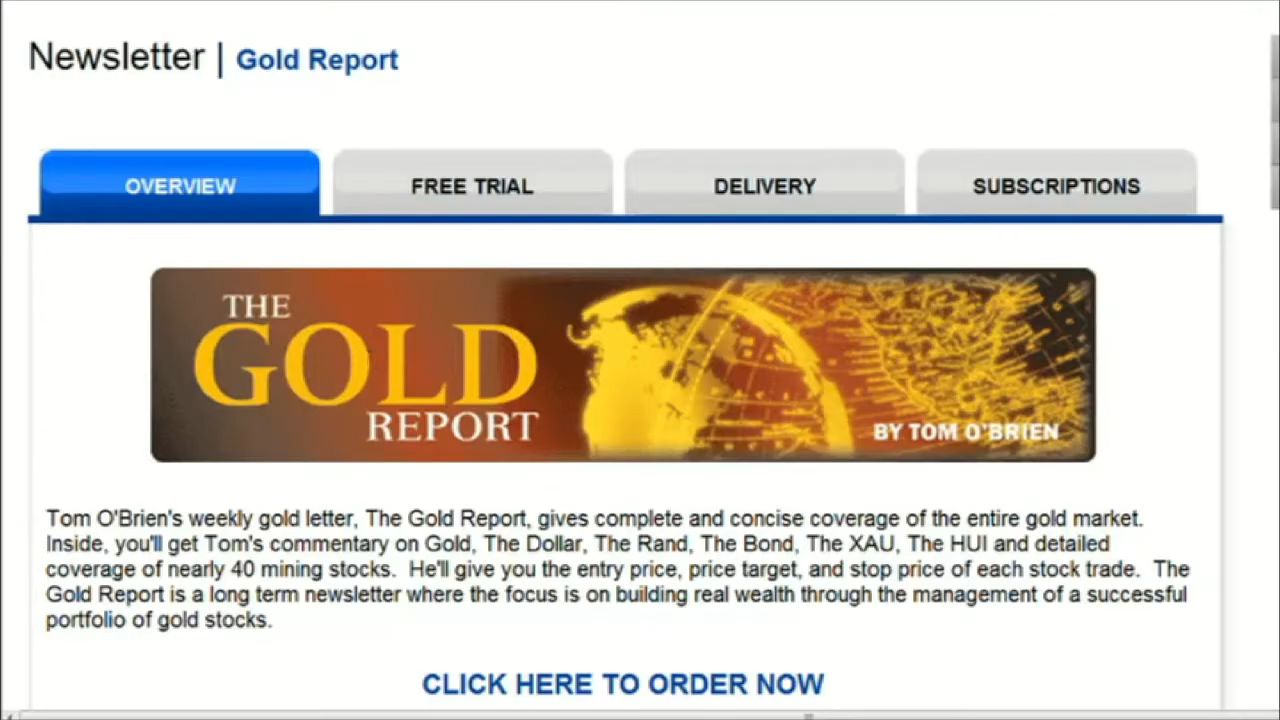 Newsletter | Gold Report
OVERVIEW
FREE TRIAL
DELIVERY
SUBSCRIPTIONS
THE
GOLD
REPORT
BY TOM O'BRIEN
Tom O'Brien's weekly gold letter, The Gold Report, gives complete and concise coverage of the entire gold market.
Inside, you'll get Tom's commentary on Gold, The Dollar, The Rand, The Bond, The XAU, The HUI and detailed
coverage of nearly 40 mining stocks. He'll give you the entry price, price target, and stop price of each stock trade. The
Gold Report is a long term newsletter where the focus is on building real wealth through the management of a successful
portfolio of gold stocks.
CLICK HERE TO ORDER NOW